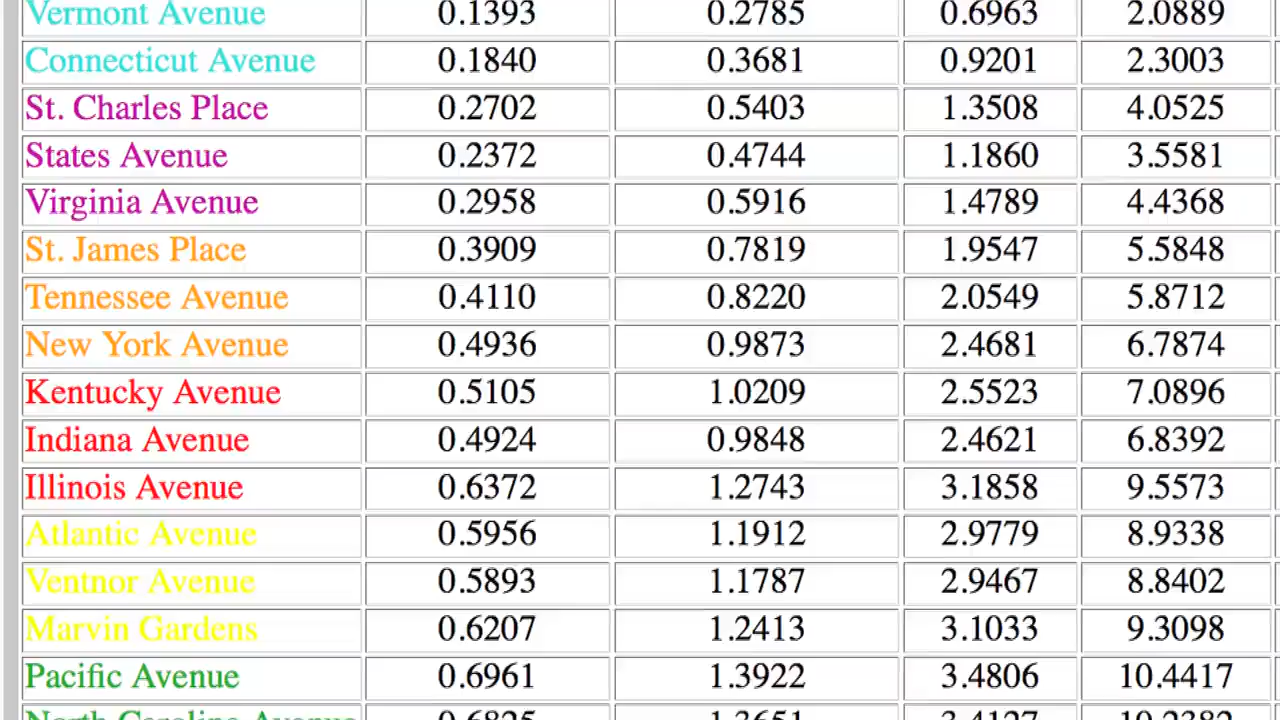 Vermont Avenue 0.1393 0.2785 0.6963 2.0889
Connecticut Avenue 0.1840 0.3681 0.9201 2.3003
St. Charles Place 0.2702 0.5403 1.3508 4.0525
States Avenue 0.2372 0.4744 1.1860 3.5581
Virginia Avenue 0.2958 0.5916 1.4789 4.4368
St. James Place 0.3909 0.7819 1.9547 5.5848
Tennessee Avenue 0.4110 0.8220 2.0549 5.8712
New York Avenue 0.4936 0.9873 2.4681 6.7874
Kentucky Avenue 0.5105 1.0209 2.5523 7.0896
Indiana Avenue 0.4924 0.9848 2.4621 6.8392
Illinois Avenue 0.6372 1.2743 3.1858 9.5573
Atlantic Avenue 0.5956 1.1912 2.9779 8.9338
Ventnor Avenue 0.5893 1.1787 2.9467 8.8402
Marvin Gardens 0.6207 1.2413 3.1033 9.3098
Pacific Avenue 0.6961 1.3922 3.4806 10.4417
North Carolina Avenue